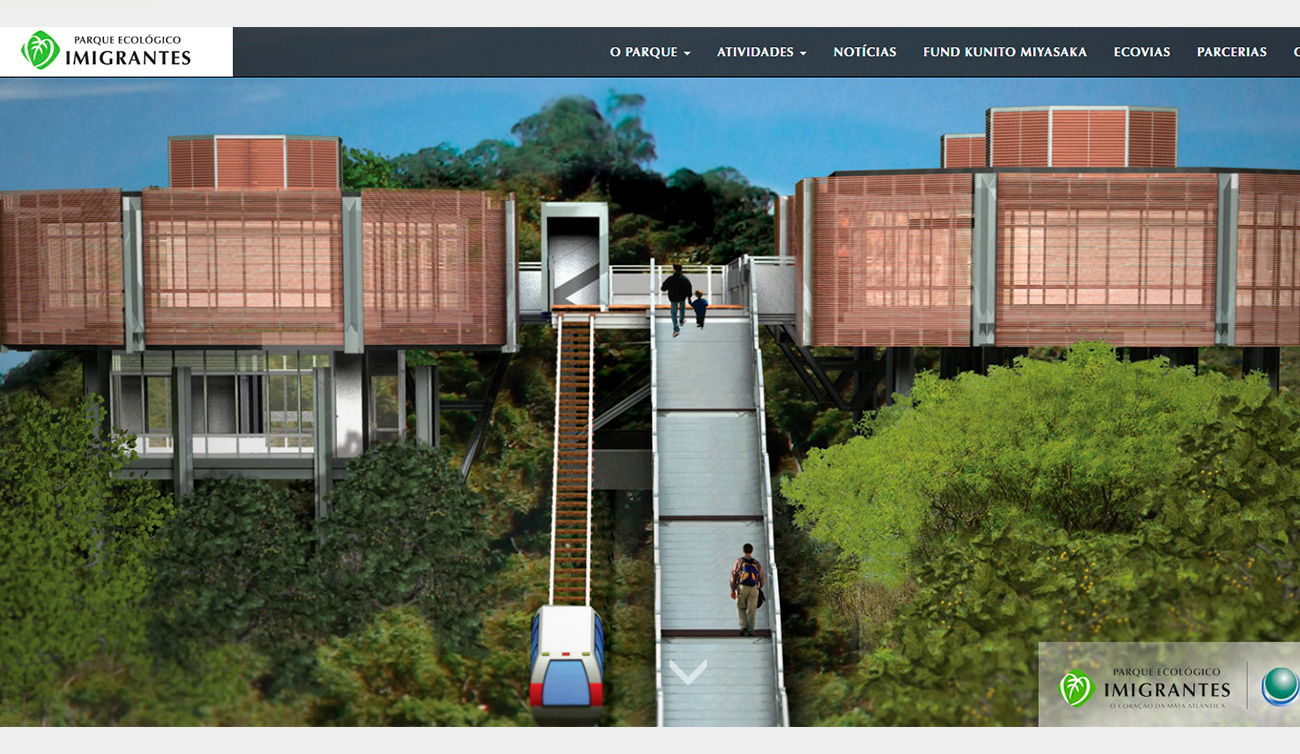 PARQUE ECOLÓGICO
IMIGRANTES
O PARQUE ATIVIDADES NOTÍCIAS FUND KUNITO MIYASAKA ECOVIAS PARCERIAS
PARQUE ECOLÓGICO
IMIGRANTES
O CORAÇÃO DA MATA ATLÂNTICA